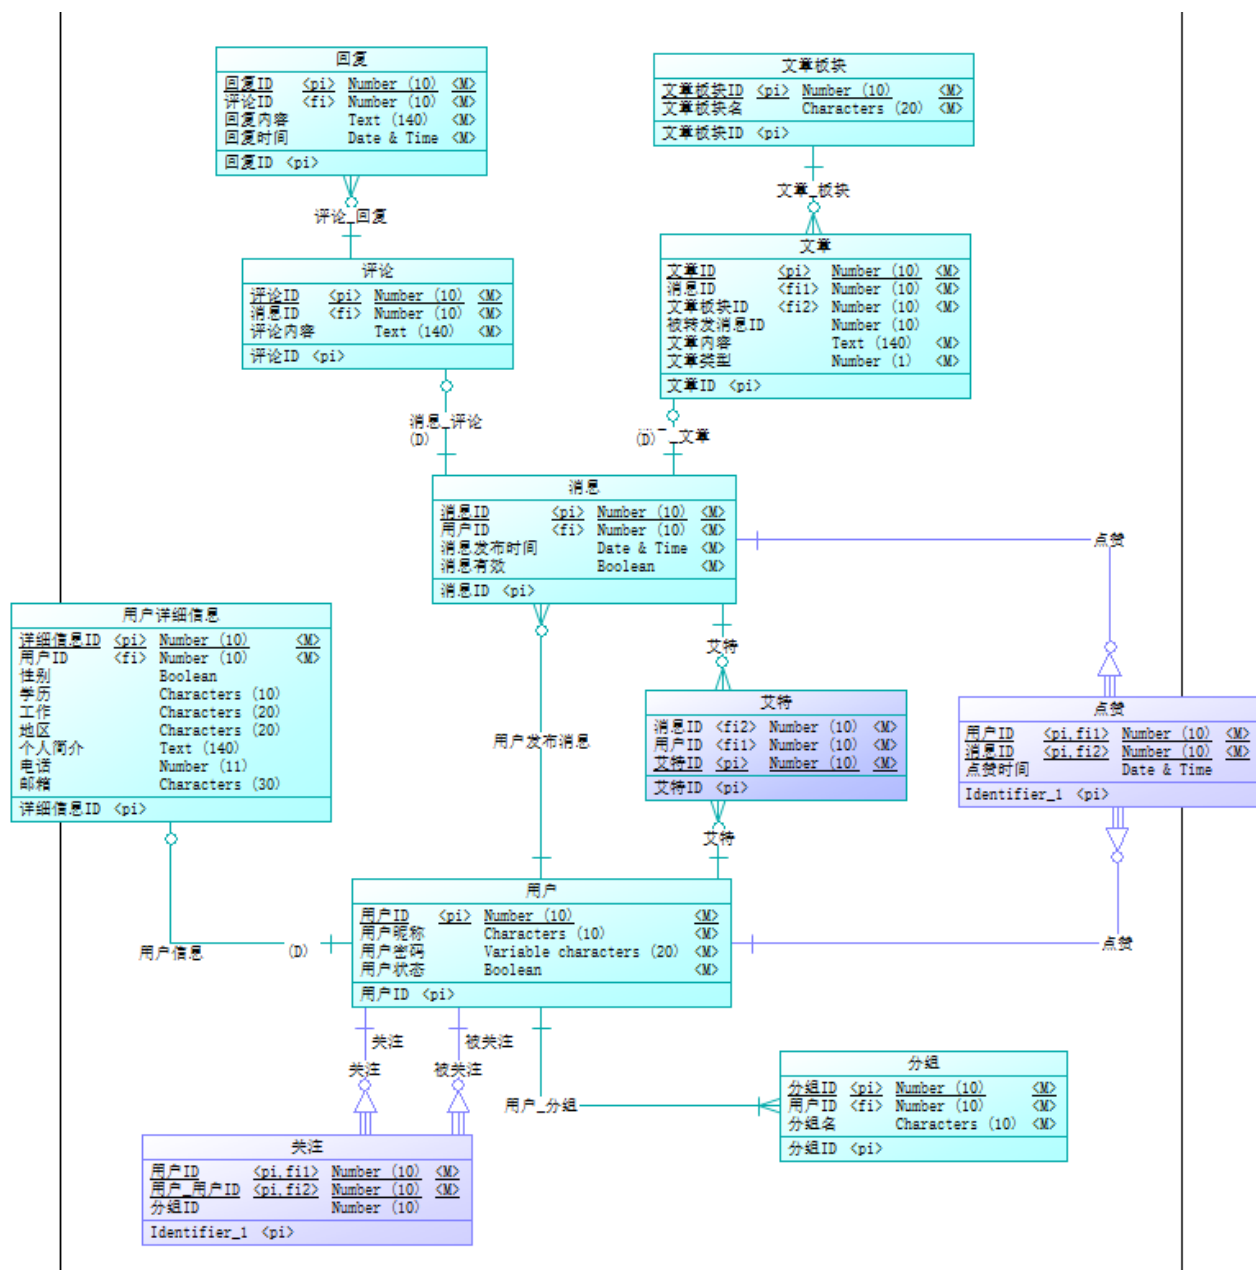 回复
回复ID <pi> Number (10) <M>
评论ID <fi> Number (10) <M>
回复内容 Text (140) <M>
回复时间 Date & Time <M>
回复ID <pi>
文章板块
文章板块ID <pi> Number (10) <M>
文章板块名 Characters (20) <M>
文章板块ID <pi>
评论_回复
文章_板块
评论
评论ID <pi> Number (10) <M>
消息ID <fi> Number (10) <M>
评论内容 Text (140) <M>
评论ID <pi>
文章
文章ID <pi> Number (10) <M>
消息ID <fi1> Number (10) <M>
文章板块ID <fi2> Number (10) <M>
被转发消息ID Number (10)
文章内容 Text (140) <M>
文章类型 Number (1) <M>
文章ID <pi>
消息_评论
(D)
(D) _文章
消息
消息ID <pi> Number (10) <M>
用户ID <fi> Number (10) <M>
消息发布时间 Date & Time <M>
消息有效 Boolean <M>
消息ID <pi>
点赞
用户详细信息
详细信息ID <pi> Number (10) <M>
用户ID <fi> Number (10) <M>
性别 Boolean
学历 Characters (10)
工作 Characters (20)
地区 Characters (20)
个人简介 Text (140)
电话 Number (11)
邮箱 Characters (30)
详细信息ID <pi>
艾特
用户发布消息
艾特
消息ID <fi2> Number (10) <M>
用户ID <fi1> Number (10) <M>
艾特ID <pi> Number (10) <M>
艾特ID <pi>
点赞
用户ID <pi,fi1> Number (10) <M>
消息ID <pi,fi2> Number (10) <M>
点赞时间 Date & Time
Identifier_1 <pi>
艾特
用户
用户ID <pi> Number (10) <M>
用户昵称 Characters (10) <M>
用户密码 Variable characters (20) <M>
用户状态 Boolean <M>
用户ID <pi>
用户信息 (D)
点赞
关注 被关注
关注 被关注
用户_分组
分组
分组ID <pi> Number (10) <M>
用户ID <fi> Number (10) <M>
分组名 Characters (10) <M>
分组ID <pi>
关注
用户ID <pi,fi1> Number (10) <M>
用户_用户ID <pi,fi2> Number (10) <M>
分组ID Number (10)
Identifier_1 <pi>